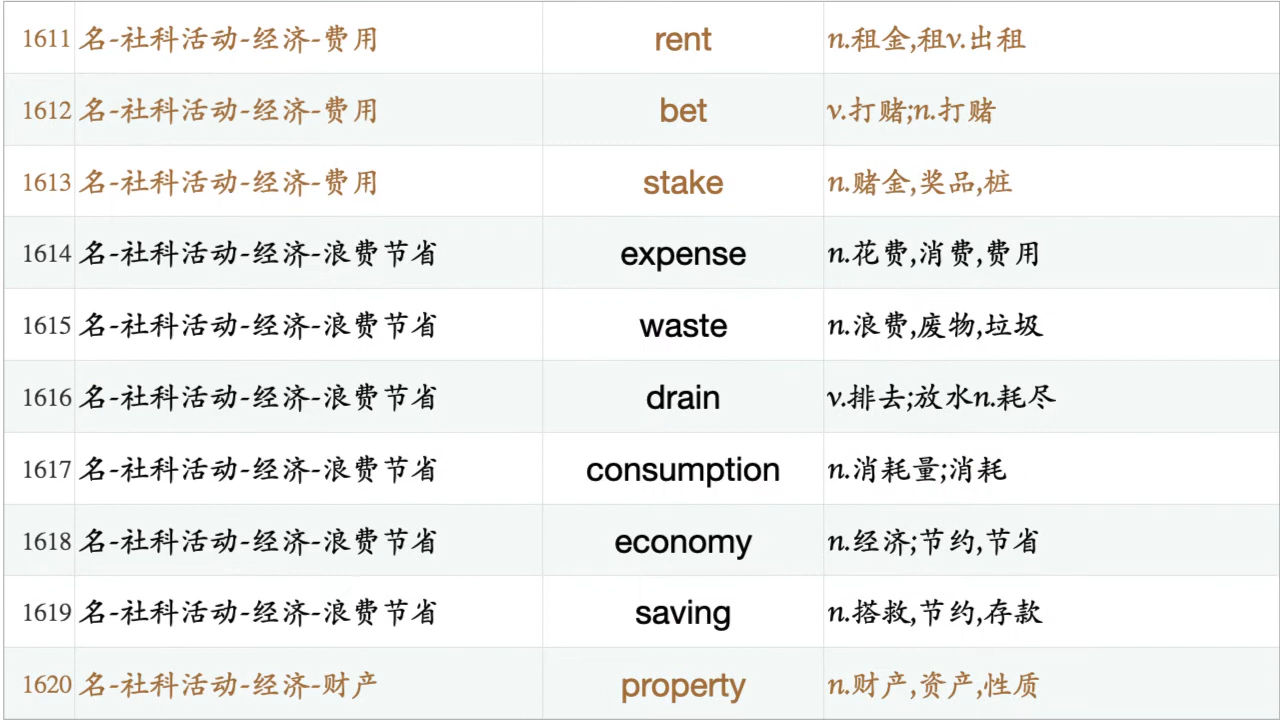 1611 名-社科活动-经济-费用 rent n.租金,租v.出租
1612 名-社科活动-经济-费用 bet v.打赌;n.打赌
1613 名-社科活动-经济-费用 stake n.赌金,奖品,桩
1614 名-社科活动-经济-浪费节省 expense n.花费,消费,费用
1615 名-社科活动-经济-浪费节省 waste n.浪费,废物,垃圾
1616 名-社科活动-经济-浪费节省 drain v.排去;放水n.耗尽
1617 名-社科活动-经济-浪费节省 consumption n.消耗量;消耗
1618 名-社科活动-经济-浪费节省 economy n.经济;节约,节省
1619 名-社科活动-经济-浪费节省 saving n.搭救,节约,存款
1620 名-社科活动-经济-财产 property n.财产,资产,性质